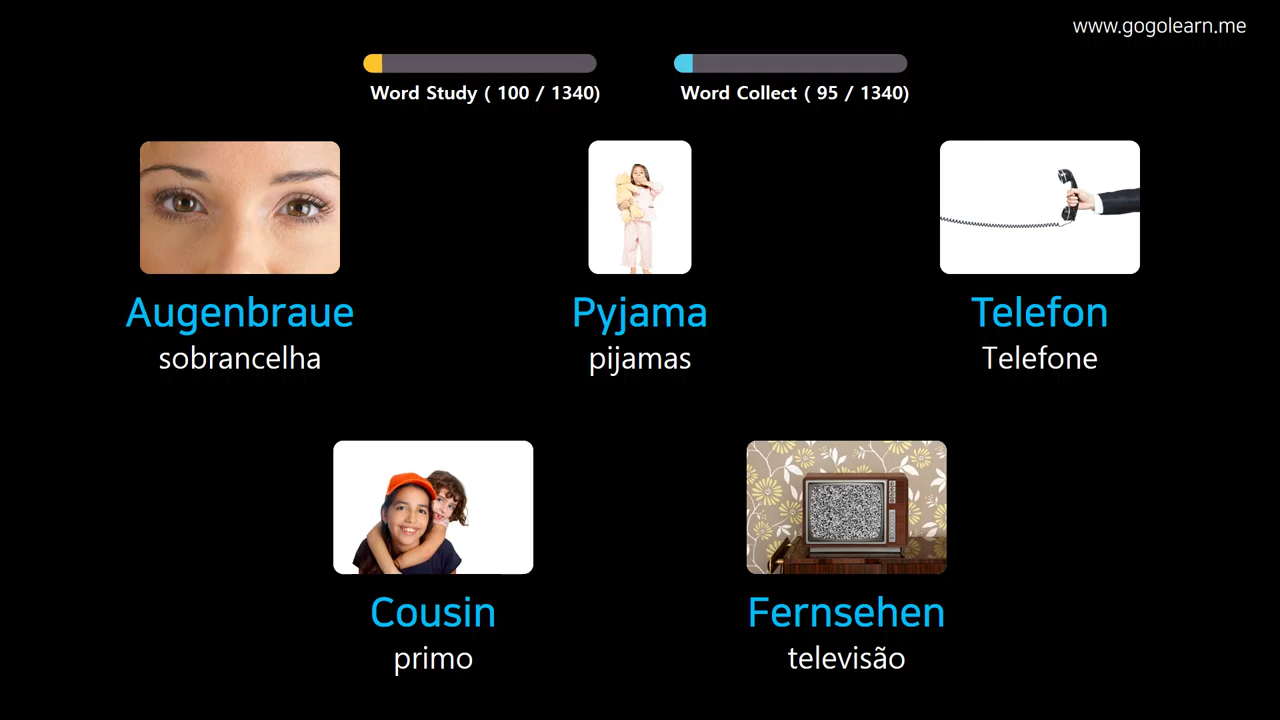 www.gogolearn.me
Word Study ( 100 / 1340)
Word Collect ( 95 / 1340)
Augenbraue
sobrancelha
Pyjama
pijamas
Telefon
Telefone
Cousin
primo
Fernsehen
televisão